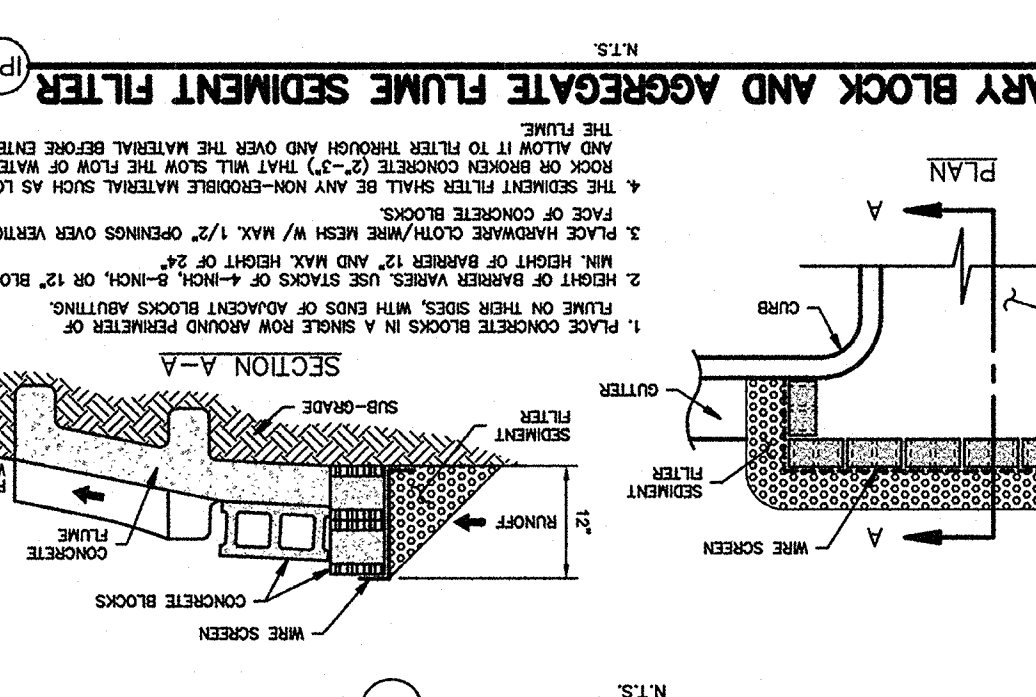 N.T.S.
A
WIRE SCREEN
SEDIMENT
FILTER
GUTTER
CURB
A
PLAN
WIRE SCREEN
CONCRETE BLOCKS
12"
RUNOFF
CONCRETE
FLUME
SEDIMENT
FILTER
SUB-GRADE
SECTION A-A
1. PLACE CONCRETE BLOCKS IN A SINGLE ROW AROUND PERIMETER OF
FLUME ON THEIR SIDES, WITH ENDS OF ADJACENT BLOCKS ABUTTING.
2. HEIGHT OF BARRIER VARIES. USE STACKS OF 4-INCH, 8-INCH, OR 12" BLO
MIN. HEIGHT OF BARRIER 12" AND MAX. HEIGHT OF 24"
3. PLACE HARDWARE CLOTH/WIRE MESH W/ MAX. 1/2" OPENINGS OVER VERTIC
FACE OF CONCRETE BLOCKS.
4. THE SEDIMENT FILTER SHALL BE ANY NON-ERODIBLE MATERIAL SUCH AS LO
ROCK OR BROKEN CONCRETE (2"-3") THAT WILL SLOW THE FLOW OF WATE
AND ALLOW IT TO FILTER THROUGH AND OVER THE MATERIAL BEFORE ENTE
THE FLUME.
ARY BLOCK AND AGGREGATE FLUME SEDIMENT FILTER
IP
N.T.S.